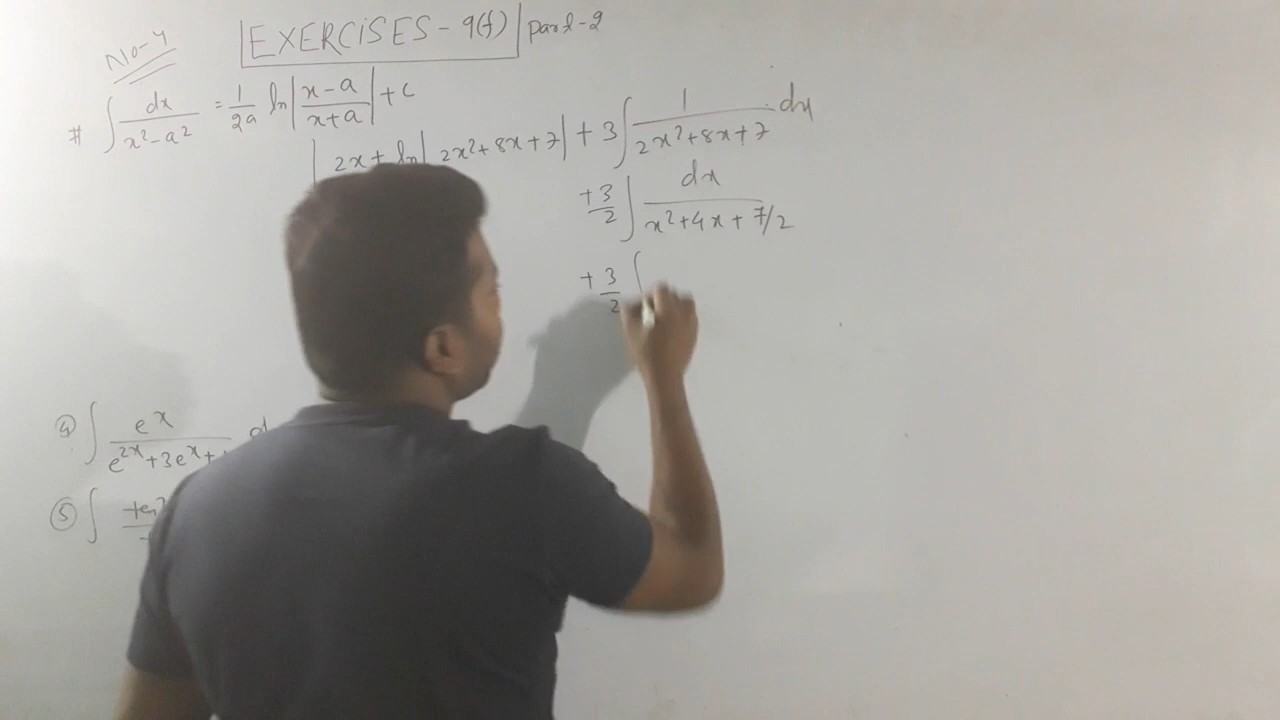 No-4
EXERCISES - 9(f) Part-2
# ∫ dx/(x²-a²) = 1/2a ln|(x-a)/(x+a)| + c
2x + ln|2x²+8x+7| + 3∫ 1/(2x²+8x+7) dx
+3/2 ∫ dx/(x²+4x+7/2)
+3/2 ∫
④ ∫ eˣ/(e²ˣ+3eˣ+
⑤ ∫